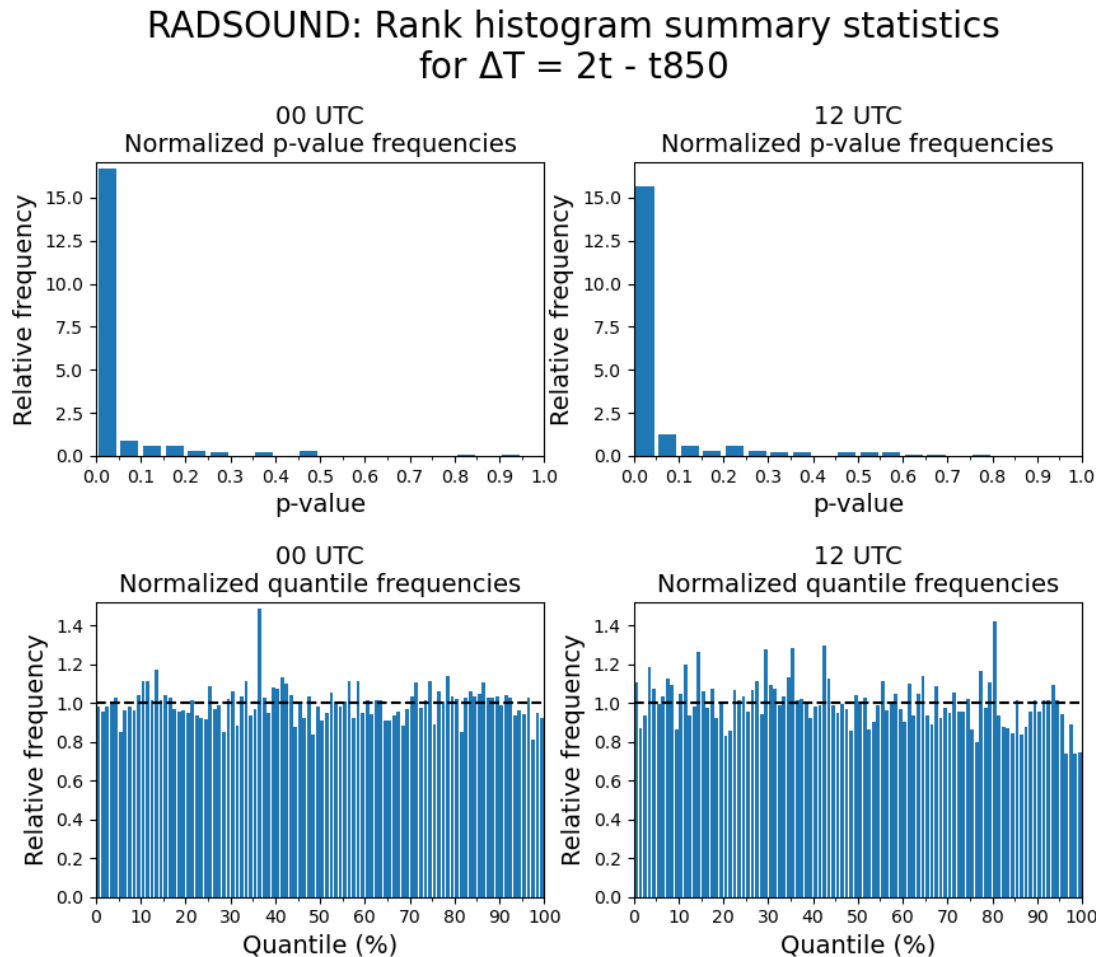 RADSOUND: Rank histogram summary statistics
for ΔT = 2t - t850
00 UTC
Normalized p-value frequencies
Relative frequency
15.0
12.5
10.0
7.5
5.0
2.5
0.0
0.0 0.1 0.2 0.3 0.4 0.5 0.6 0.7 0.8 0.9 1.0
p-value
12 UTC
Normalized p-value frequencies
Relative frequency
15.0
12.5
10.0
7.5
5.0
2.5
0.0
0.0 0.1 0.2 0.3 0.4 0.5 0.6 0.7 0.8 0.9 1.0
p-value
00 UTC
Normalized quantile frequencies
Relative frequency
1.4
1.2
1.0
0.8
0.6
0.4
0.2
0.0
0 10 20 30 40 50 60 70 80 90 100
Quantile (%)
12 UTC
Normalized quantile frequencies
Relative frequency
1.4
1.2
1.0
0.8
0.6
0.4
0.2
0.0
0 10 20 30 40 50 60 70 80 90 100
Quantile (%)